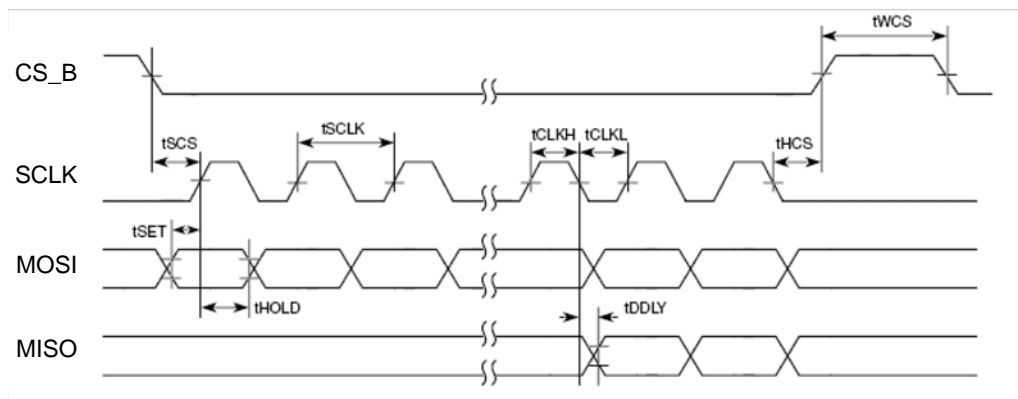 tWCS
CS_B
tSCS
tSCLK
tCLKH
tCLKL
tHCS
SCLK
tSET
MOSI
tHOLD
tDDLY
MISO